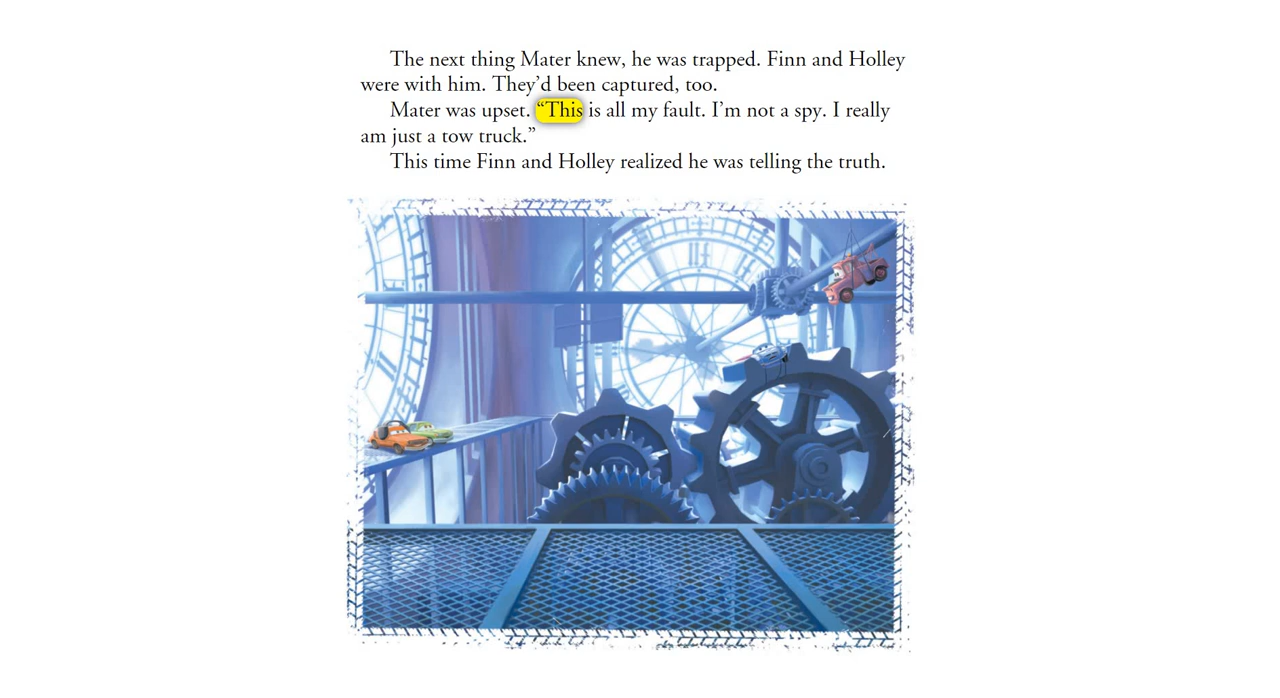 The next thing Mater knew, he was trapped. Finn and Holley
were with him. They’d been captured, too.
Mater was upset. “This is all my fault. I’m not a spy. I really
am just a tow truck.”
This time Finn and Holley realized he was telling the truth.